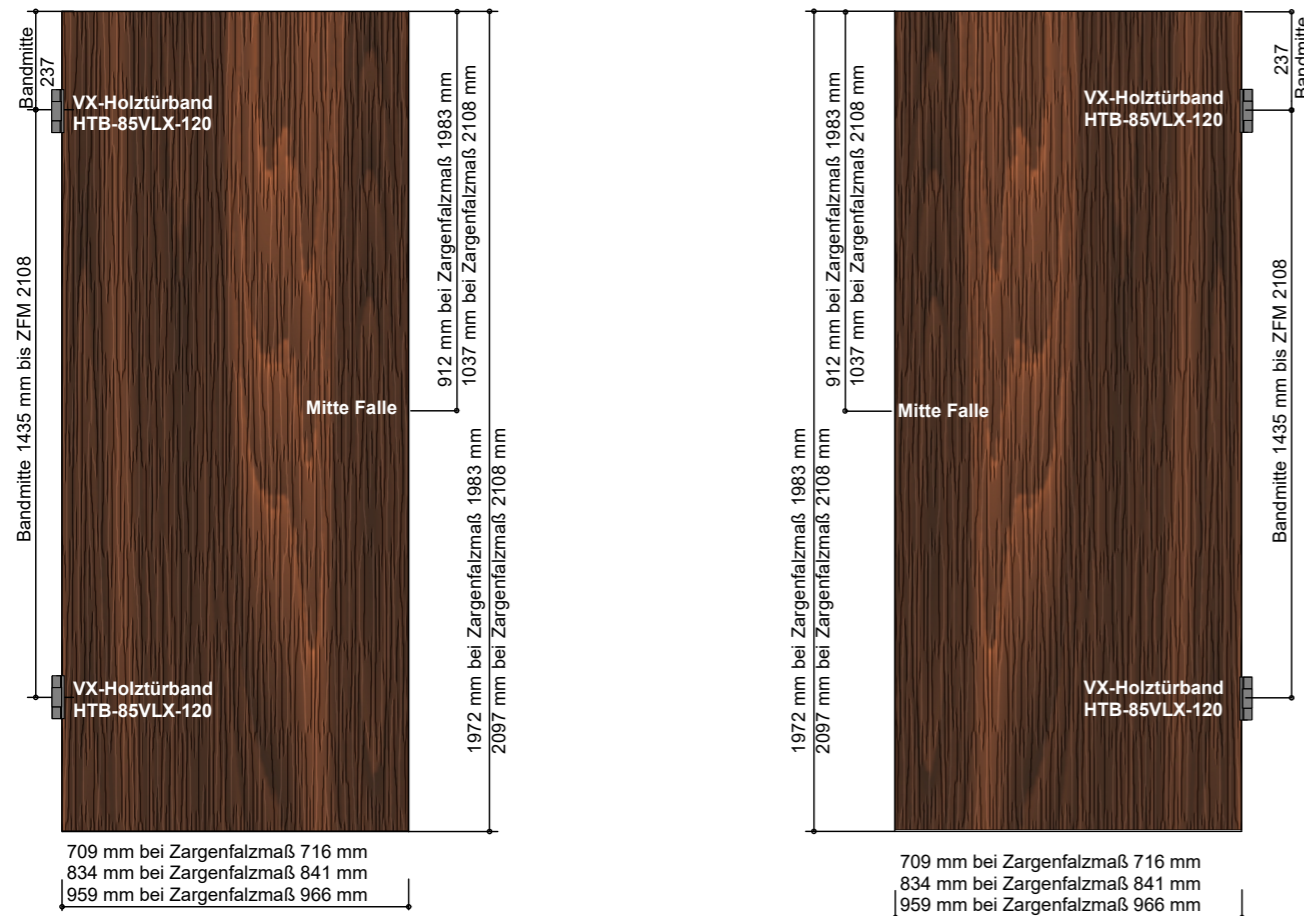 Bandmitte
237
VX-Holztürband
HTB-85VLX-120
Bandmitte 1435 mm bis ZFM 2108
912 mm bei Zargenfalzmaß 1983 mm
1037 mm bei Zargenfalzmaß 2108 mm
Mitte Falle
1972 mm bei Zargenfalzmaß 1983 mm
2097 mm bei Zargenfalzmaß 2108 mm
VX-Holztürband
HTB-85VLX-120
709 mm bei Zargenfalzmaß 716 mm
834 mm bei Zargenfalzmaß 841 mm
959 mm bei Zargenfalzmaß 966 mm
237
Bandmitte
VX-Holztürband
HTB-85VLX-120
912 mm bei Zargenfalzmaß 1983 mm
1037 mm bei Zargenfalzmaß 2108 mm
Bandmitte 1435 mm bis ZFM 2108
Mitte Falle
1972 mm bei Zargenfalzmaß 1983 mm
2097 mm bei Zargenfalzmaß 2108 mm
VX-Holztürband
HTB-85VLX-120
709 mm bei Zargenfalzmaß 716 mm
834 mm bei Zargenfalzmaß 841 mm
959 mm bei Zargenfalzmaß 966 mm